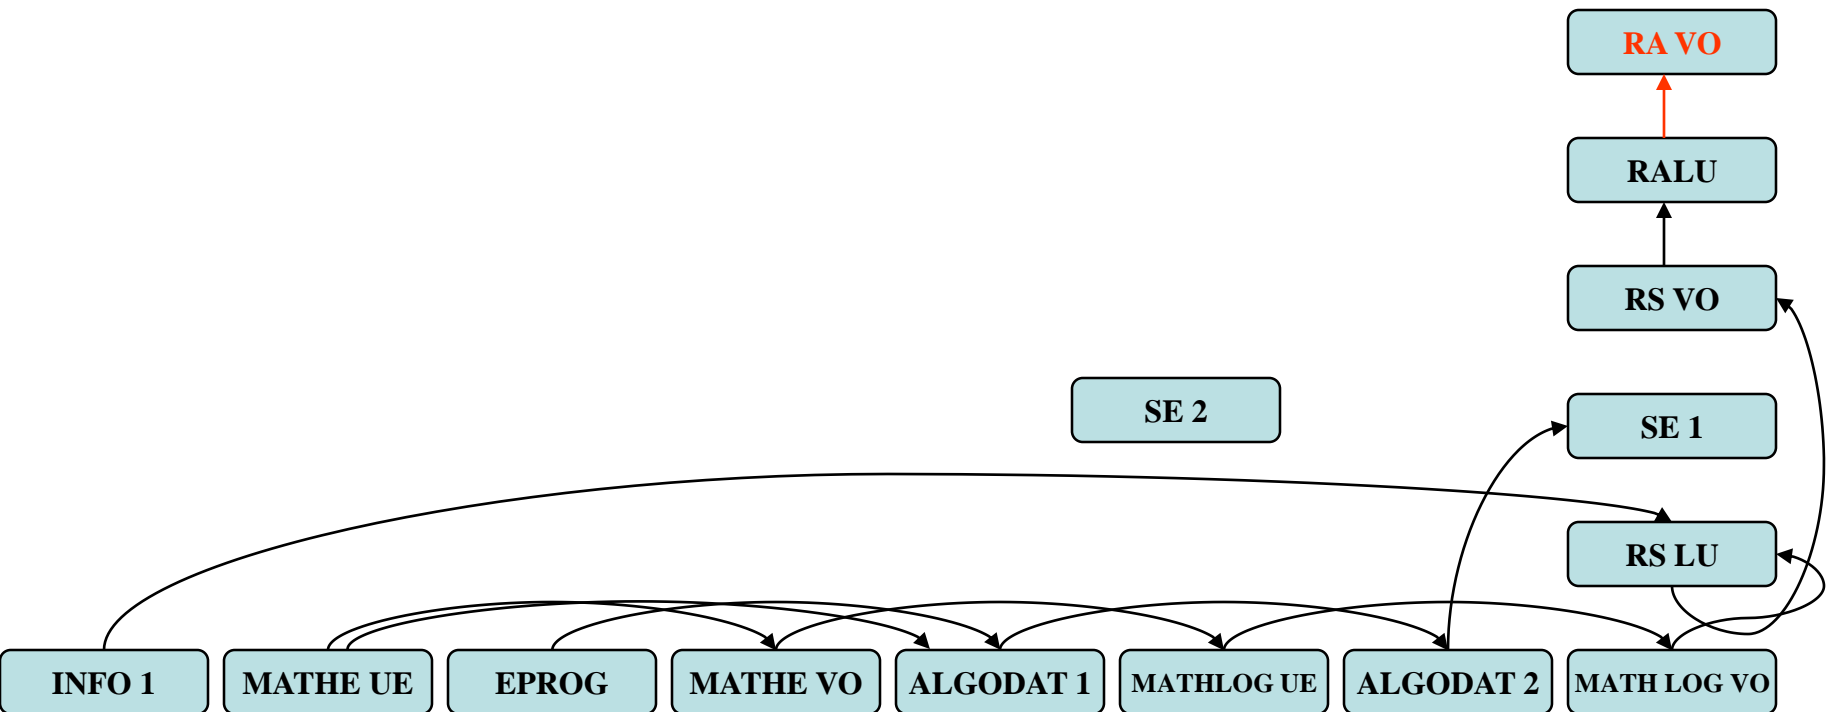 RA VO
RALU
RS VO
SE 2
SE 1
RS LU
INFO 1
MATHE UE
EPROG
MATHE VO
ALGODAT 1
MATHLOG UE
ALGODAT 2
MATH LOG VO